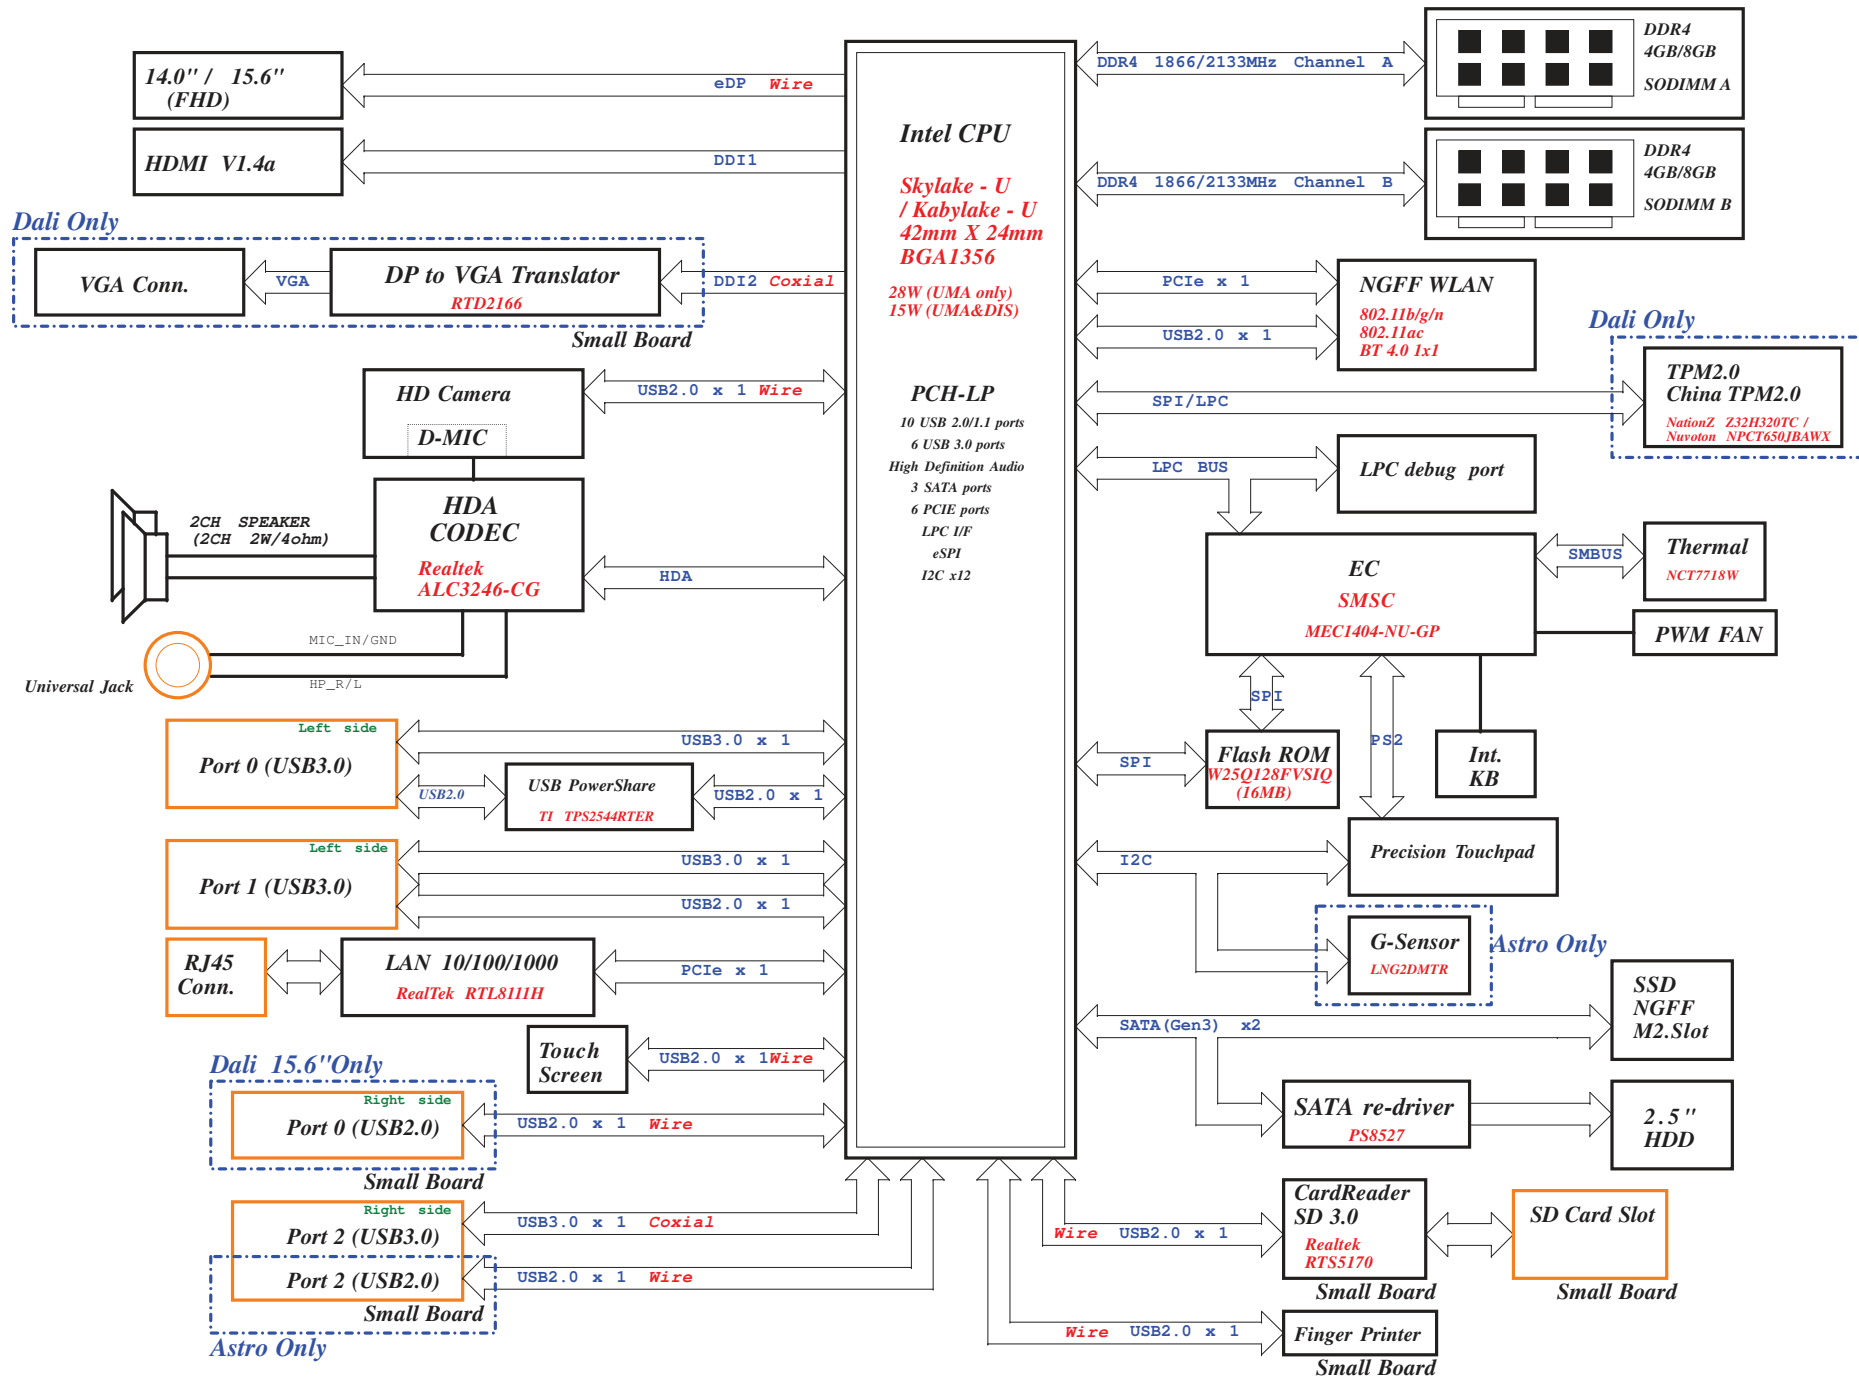 14.0" / 15.6"
(FHD)
eDP Wire
HDMI V1.4a
DDI1
Dali Only
VGA Conn.
VGA
DP to VGA Translator
RTD2166
DDI2 Coxial
Small Board
HD Camera
D-MIC
USB2.0 x 1 Wire
2CH SPEAKER
(2CH 2W/4ohm)
HDA
CODEC
Realtek
ALC3246-CG
HDA
MIC_IN/GND
HP_R/L
Universal Jack
Left side
Port 0 (USB3.0)
USB3.0 x 1
USB2.0
USB PowerShare
TI TPS2544RTER
USB2.0 x 1
Left side
Port 1 (USB3.0)
USB3.0 x 1
USB2.0 x 1
RJ45
Conn.
LAN 10/100/1000
RealTek RTL8111H
PCIe x 1
Touch
Screen
USB2.0 x 1Wire
Dali 15.6"Only
Right side
Port 0 (USB2.0)
USB2.0 x 1 Wire
Small Board
Right side
Port 2 (USB3.0)
USB3.0 x 1 Coxial
Port 2 (USB2.0)
USB2.0 x 1 Wire
Small Board
Astro Only
Intel CPU
Skylake - U
/ Kabylake - U
42mm X 24mm
BGA1356
28W (UMA only)
15W (UMA&DIS)
PCH-LP
10 USB 2.0/1.1 ports
6 USB 3.0 ports
High Definition Audio
3 SATA ports
6 PCIE ports
LPC I/F
eSPI
I2C x12
DDR4 1866/2133MHz Channel A
DDR4
4GB/8GB
SODIMM A
DDR4 1866/2133MHz Channel B
DDR4
4GB/8GB
SODIMM B
PCIe x 1
USB2.0 x 1
NGFF WLAN
802.11b/g/n
802.11ac
BT 4.0 1x1
Dali Only
SPI/LPC
TPM2.0
China TPM2.0
NationZ Z32H320TC /
Nuvoton NPCT650JBAWX
LPC BUS
LPC debug port
EC
SMSC
MEC1404-NU-GP
SMBUS
Thermal
NCT7718W
PWM FAN
SPI
PS2
SPI
Flash ROM
W25Q128FVSIQ
(16MB)
Int.
KB
I2C
Precision Touchpad
G-Sensor
LNG2DMTR
Astro Only
SATA(Gen3) x2
SSD
NGFF
M2.Slot
SATA re-driver
PS8527
2.5"
HDD
Wire USB2.0 x 1
CardReader
SD 3.0
Realtek
RTS5170
Small Board
SD Card Slot
Small Board
Wire USB2.0 x 1
Finger Printer
Small Board